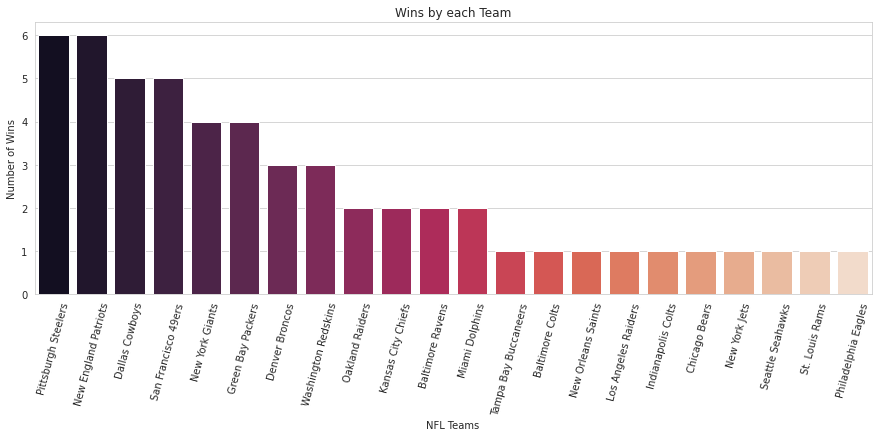 Wins by each Team
Number of Wins
6
5
4
3
2
1
0
Pittsburgh Steelers
New England Patriots
Dallas Cowboys
San Francisco 49ers
New York Giants
Green Bay Packers
Denver Broncos
Washington Redskins
Oakland Raiders
Kansas City Chiefs
Baltimore Ravens
Miami Dolphins
Tampa Bay Buccaneers
Baltimore Colts
New Orleans Saints
Los Angeles Raiders
Indianapolis Colts
Chicago Bears
New York Jets
Seattle Seahawks
St. Louis Rams
Philadelphia Eagles
NFL Teams